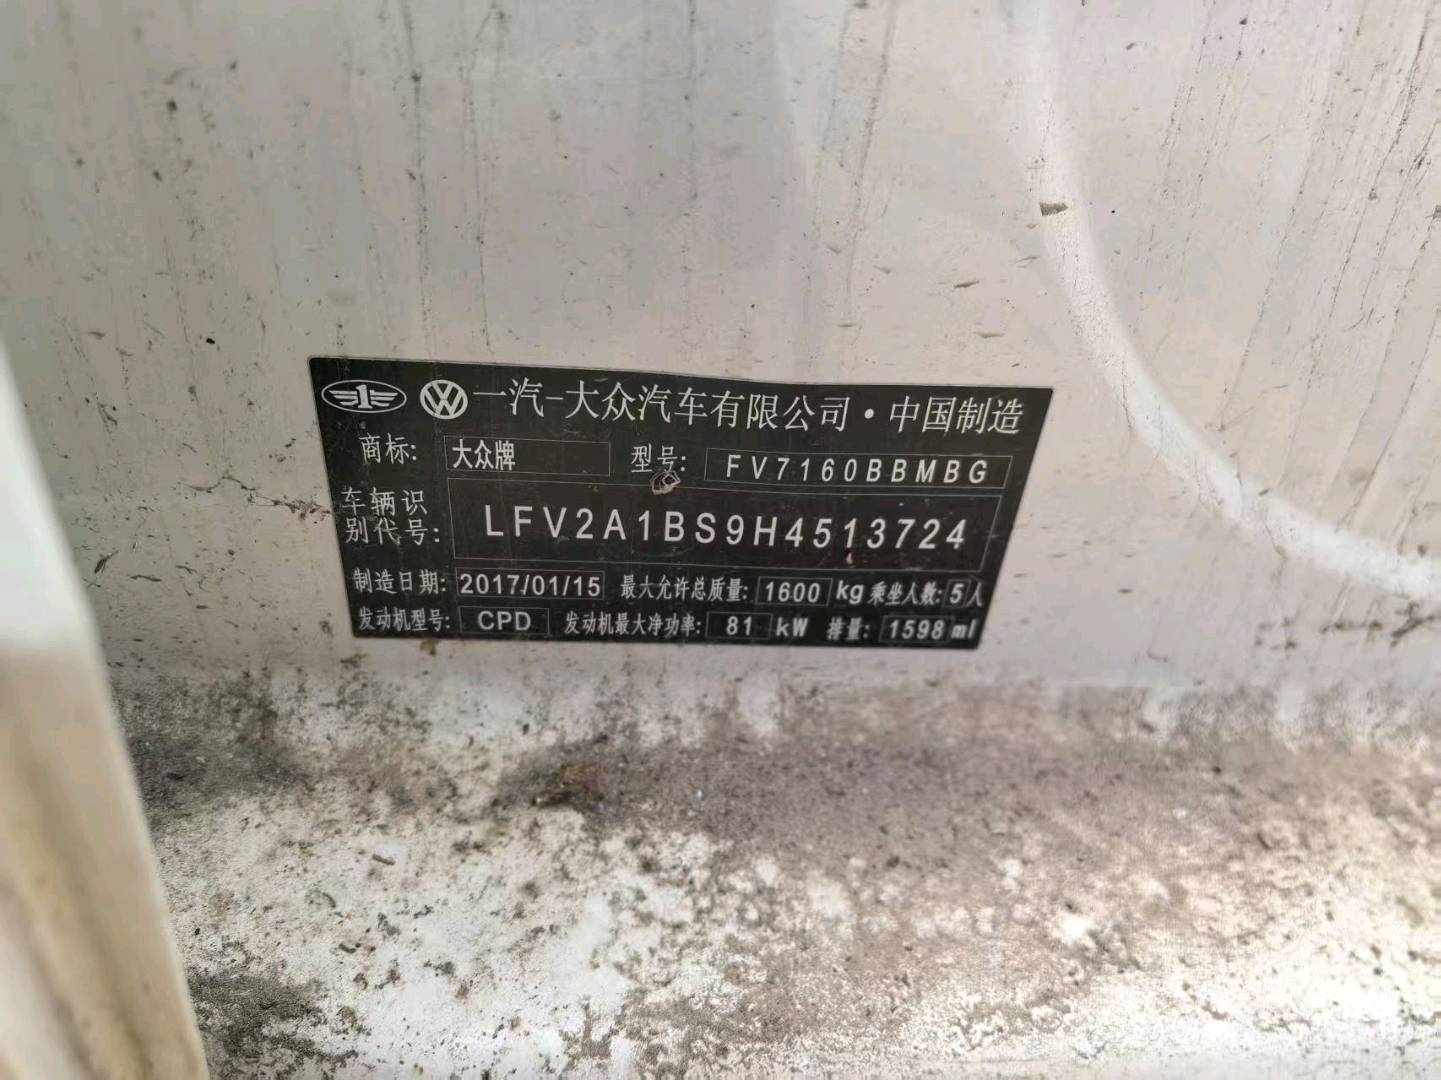 一汽-大众汽车有限公司·中国制造
商标: 大众牌 型号: FV7160BBMBG
车辆识
别代号: LFV2A1BS9H4513724
制造日期: 2017/01/15 最大允许总质量: 1600 kg 乘坐人数: 5人
发动机型号: CPD 发动机最大净功率: 81 kW 排量: 1598 ml